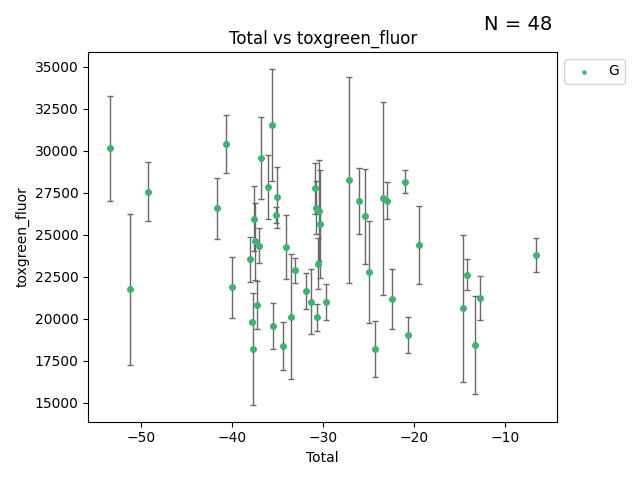 N = 48
Total vs toxgreen_fluor
G
35000
32500
30000
27500
25000
22500
20000
17500
15000
toxgreen_fluor
−50 −40 −30 −20 −10
Total